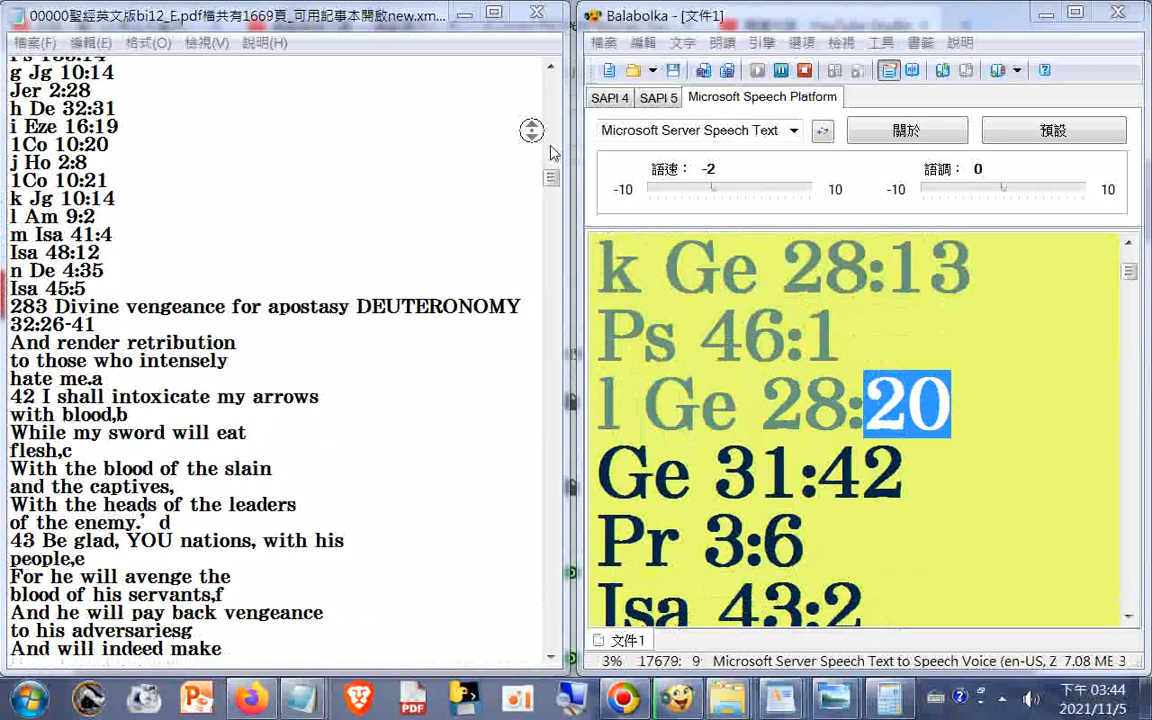 00000聖經英文版bi12_E.pdf檔共有1669頁_可用記事本開啟new.xm...
檔案(F) 編輯(E) 格式(O) 檢視(V) 說明(H)
g Jg 10:14
Jer 2:28
h De 32:31
i Eze 16:19
1Co 10:20
j Ho 2:8
1Co 10:21
k Jg 10:14
l Am 9:2
m Isa 41:4
Isa 48:12
n De 4:35
Isa 45:5
283 Divine vengeance for apostasy DEUTERONOMY
32:26-41
And render retribution
to those who intensely
hate me.a
42 I shall intoxicate my arrows
with blood,b
While my sword will eat
flesh,c
With the blood of the slain
and the captives,
With the heads of the leaders
of the enemy.’ d
43 Be glad, YOU nations, with his
people,e
For he will avenge the
blood of his servants,f
And he will pay back vengeance
to his adversariesg
And will indeed make
Balabolka - [文件1]
檔案 編輯 文字 朗讀 引擎 選項 檢視 工具 書籤 說明
SAPI 4 SAPI 5 Microsoft Speech Platform
Microsoft Server Speech Text 關於 預設
語速： -2 語調： 0
-10 10 -10 10
k Ge 28:13
Ps 46:1
l Ge 28:20
Ge 31:42
Pr 3:6
Isa 43:2
文件1
3% 17679: 9 Microsoft Server Speech Text to Speech Voice (en-US, Z 7.08 MB 3
PDF
下午 03:44
2021/11/5